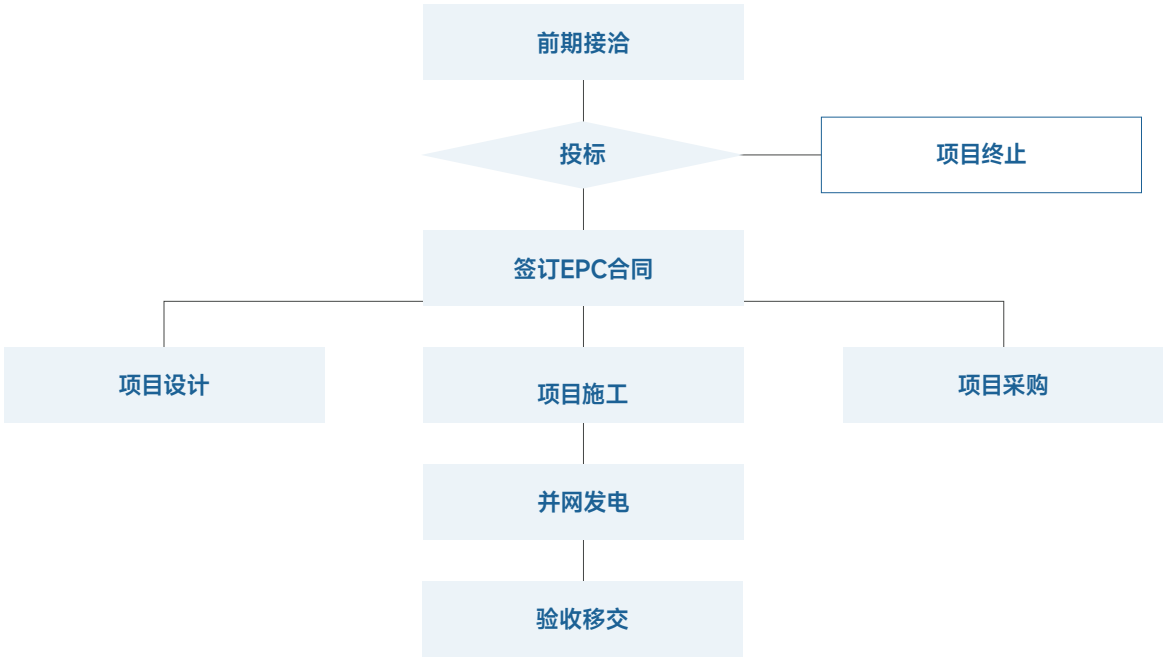 前期接洽
投标
项目终止
签订EPC合同
项目设计
项目施工
项目采购
并网发电
验收移交